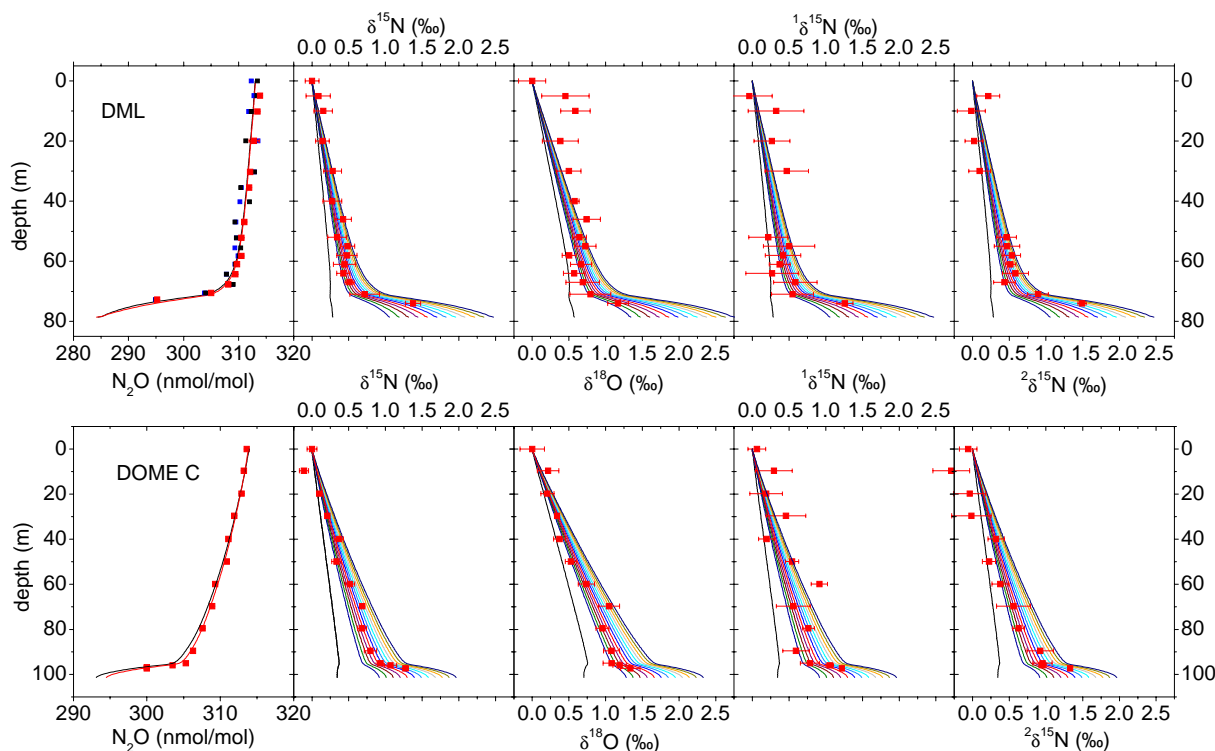 δ¹⁵N (‰) ¹δ¹⁵N (‰)
0.0 0.5 1.0 1.5 2.0 2.5 0.0 0.5 1.0 1.5 2.0 2.5
DML
depth (m)
0 0
20 20
40 40
60 60
80 80
280 290 300 310 320 0.0 0.5 1.0 1.5 2.0 2.5 0.0 0.5 1.0 1.5 2.0 2.5
N₂O (nmol/mol) δ¹⁵N (‰) δ¹⁸O (‰) ¹δ¹⁵N (‰) ²δ¹⁵N (‰)
0.0 0.5 1.0 1.5 2.0 2.5 0.0 0.5 1.0 1.5 2.0 2.5
DOME C
depth (m)
0 0
20 20
40 40
60 60
80 80
100 100
290 300 310 320 0.0 0.5 1.0 1.5 2.0 2.5 0.0 0.5 1.0 1.5 2.0 2.5
N₂O (nmol/mol) δ¹⁸O (‰) ²δ¹⁵N (‰)